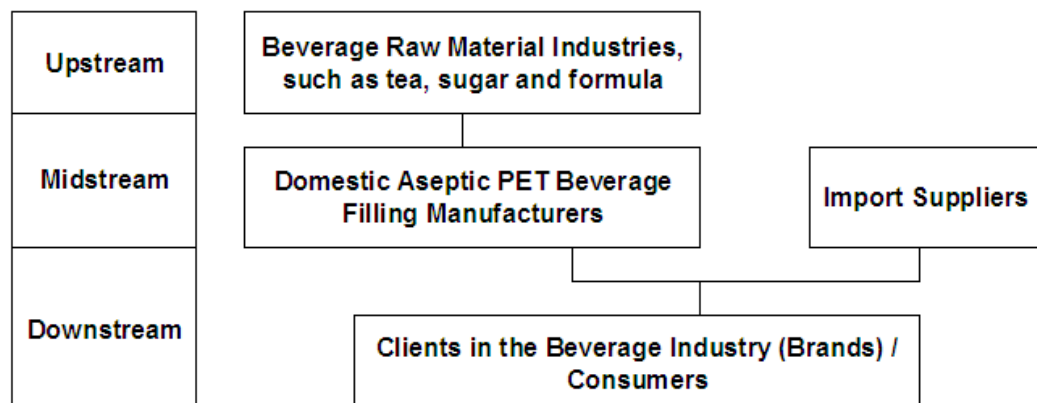 Upstream
Beverage Raw Material Industries,
such as tea, sugar and formula
Midstream
Domestic Aseptic PET Beverage
Filling Manufacturers
Import Suppliers
Downstream
Clients in the Beverage Industry (Brands) /
Consumers